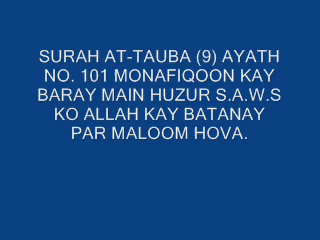 SURAH AT-TAUBA (9) AYATH
NO. 101 MONAFIQOON KAY
BARAY MAIN HUZUR S.A.W.S
KO ALLAH KAY BATANAY
PAR MALOOM HOVA.